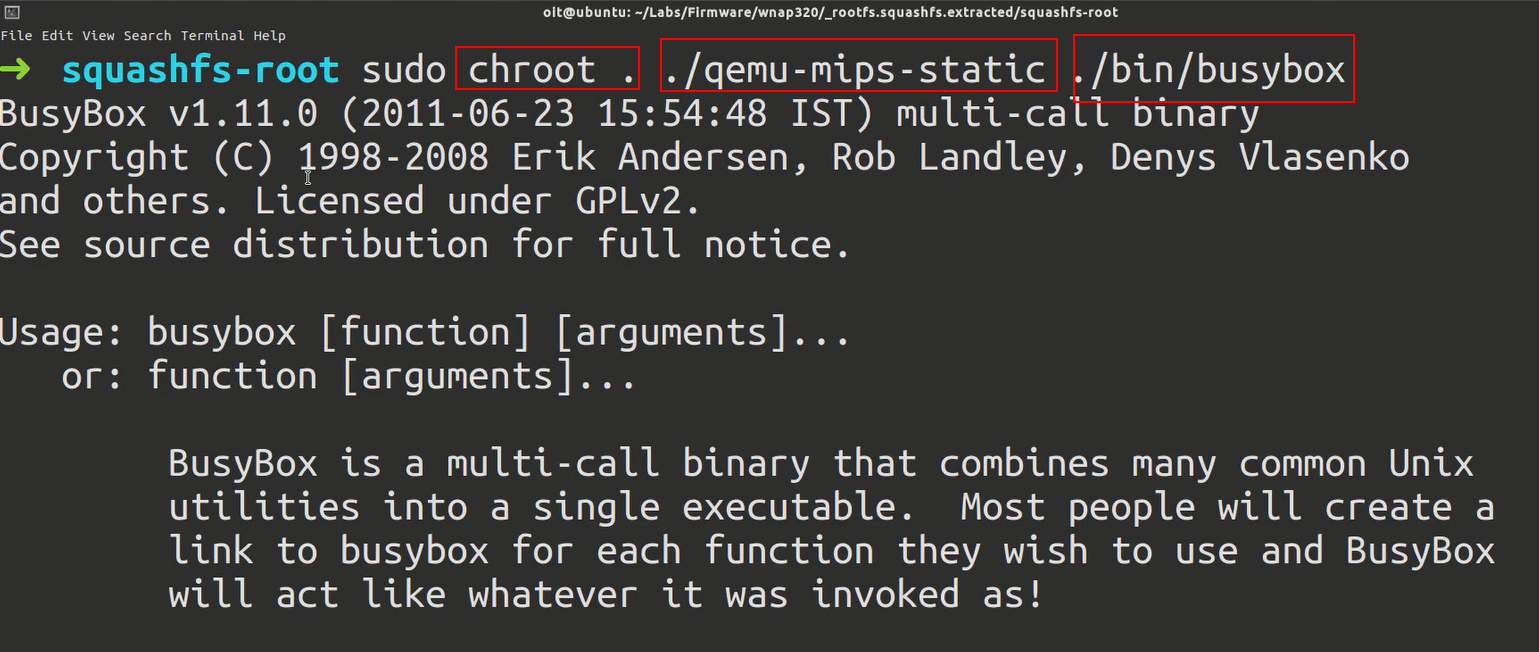 oit@ubuntu: ~/Labs/Firmware/wnap320/_rootfs.squashfs.extracted/squashfs-root
File Edit View Search Terminal Help
→ squashfs-root sudo chroot . ./qemu-mips-static ./bin/busybox
BusyBox v1.11.0 (2011-06-23 15:54:48 IST) multi-call binary
Copyright (C) 1998-2008 Erik Andersen, Rob Landley, Denys Vlasenko
and others. Licensed under GPLv2.
See source distribution for full notice.
Usage: busybox [function] [arguments]...
or: function [arguments]...
BusyBox is a multi-call binary that combines many common Unix
utilities into a single executable.  Most people will create a
link to busybox for each function they wish to use and BusyBox
will act like whatever it was invoked as!